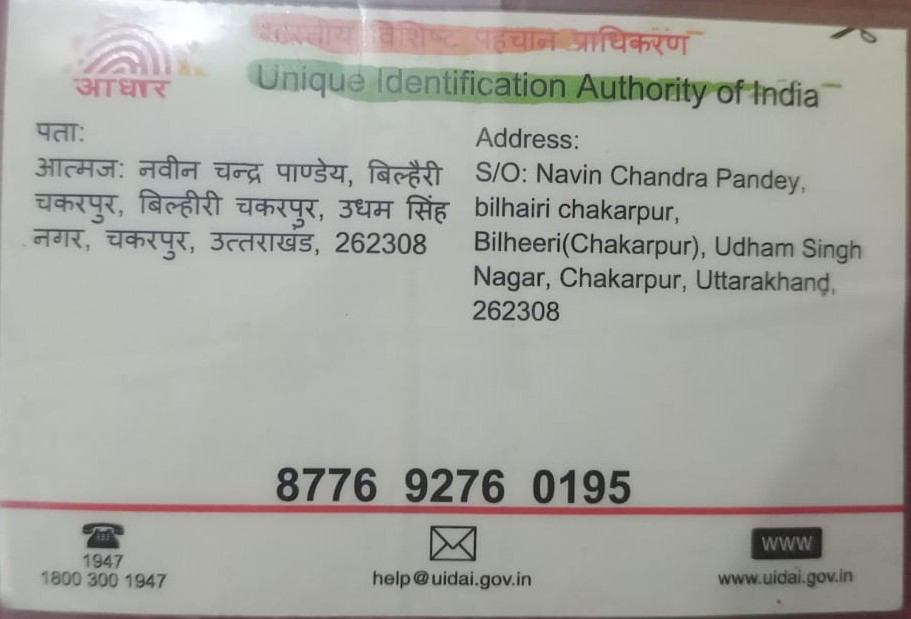 भारतीय विशिष्ट पहचान प्राधिकरण
Unique Identification Authority of India
आधार
पता:
आत्मज: नवीन चन्द्र पाण्डेय, बिल्हैरी
चकरपुर, बिल्हीरी चकरपुर, उधम सिंह
नगर, चकरपुर, उत्तराखंड, 262308
Address:
S/O: Navin Chandra Pandey,
bilhairi chakarpur,
Bilheeri(Chakarpur), Udham Singh
Nagar, Chakarpur, Uttarakhand,
262308
8776 9276 0195
1947
1800 300 1947
help@uidai.gov.in
www
www.uidai.gov.in